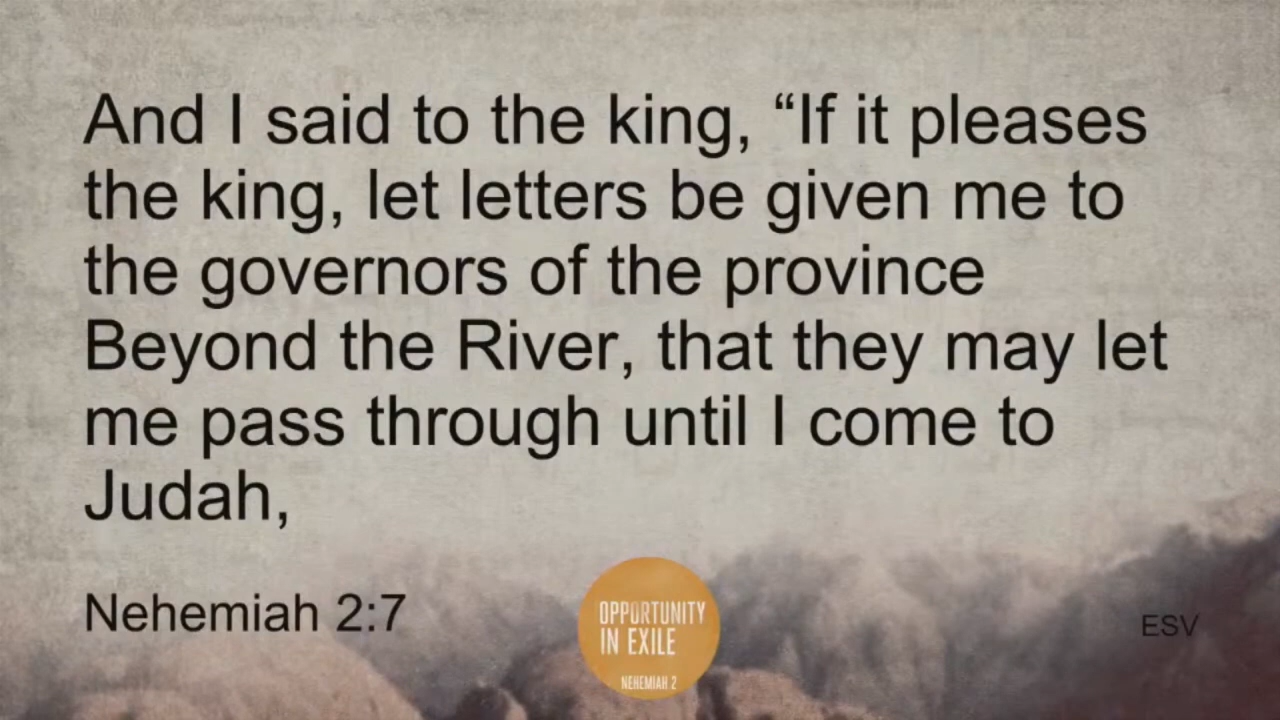 And I said to the king, “If it pleases
the king, let letters be given me to
the governors of the province
Beyond the River, that they may let
me pass through until I come to
Judah,
Nehemiah 2:7
OPPORTUNITY
IN EXILE
NEHEMIAH 2
ESV